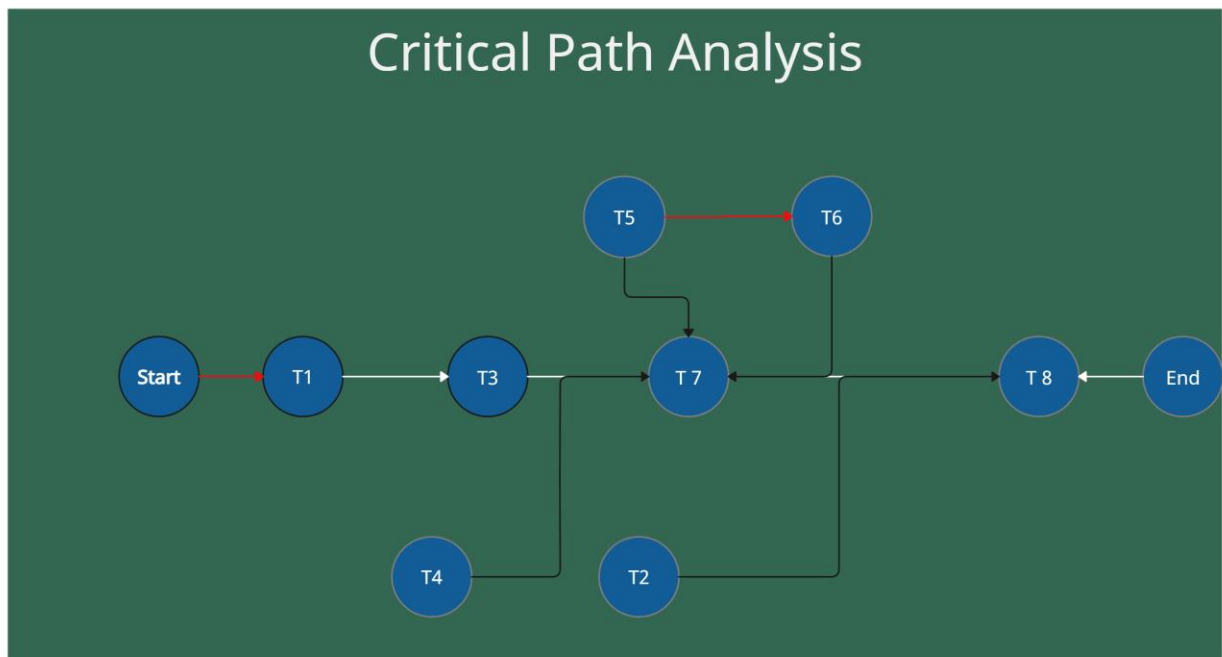 Critical Path Analysis
T5
T6
Start
T1
T3
T 7
T 8
End
T4
T2